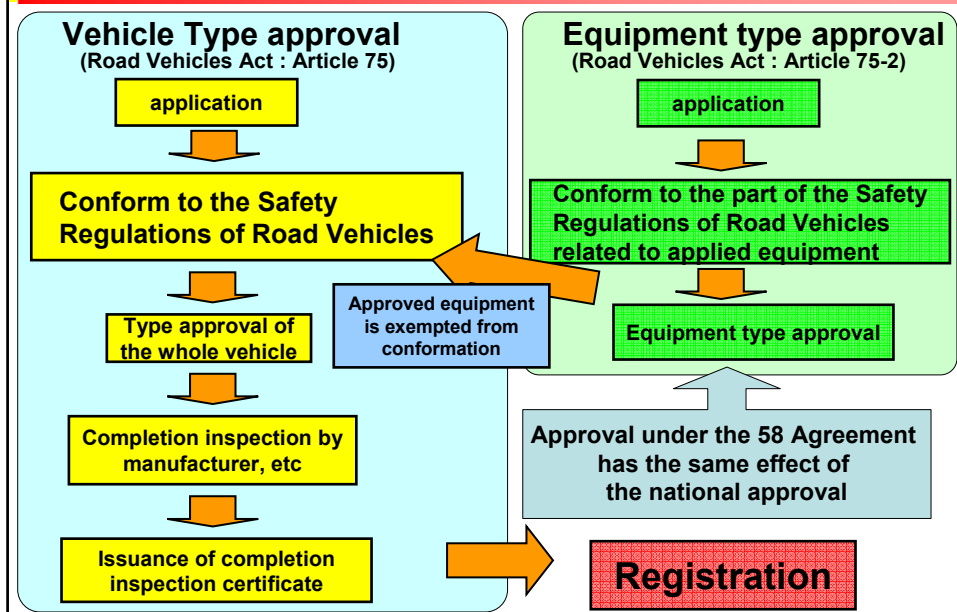 Vehicle Type approval
(Road Vehicles Act : Article 75)
application
Conform to the Safety
Regulations of Road Vehicles
Type approval of
the whole vehicle
Completion inspection by
manufacturer, etc
Issuance of completion
inspection certificate
Approved equipment
is exempted from
conformation
Equipment type approval
(Road Vehicles Act : Article 75-2)
application
Conform to the part of the Safety
Regulations of Road Vehicles
related to applied equipment
Equipment type approval
Approval under the 58 Agreement
has the same effect of
the national approval
Registration